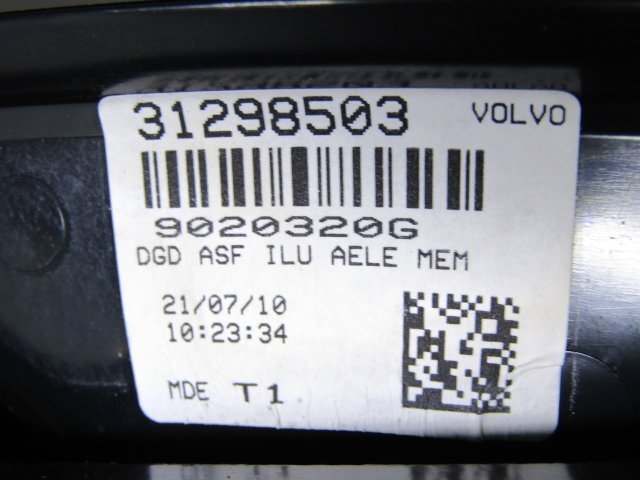 31298503 VOLVO
9020320G
DGD ASF ILU AELE MEM
21/07/10
10:23:34
MDE T1